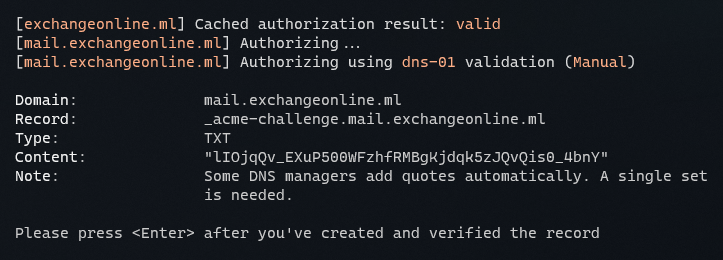 [exchangeonline.ml] Cached authorization result: valid
[mail.exchangeonline.ml] Authorizing…
[mail.exchangeonline.ml] Authorizing using dns-01 validation (Manual)
Domain: mail.exchangeonline.ml
Record: _acme-challenge.mail.exchangeonline.ml
Type: TXT
Content: "lIOjqQv_EXuP500WFzhfRMBgKjdqk5zJQvQis0_4bnY"
Note: Some DNS managers add quotes automatically. A single set
is needed.
Please press <Enter> after you've created and verified the record